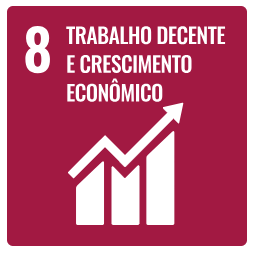 8 TRABALHO DECENTE
E CRESCIMENTO
ECONÔMICO